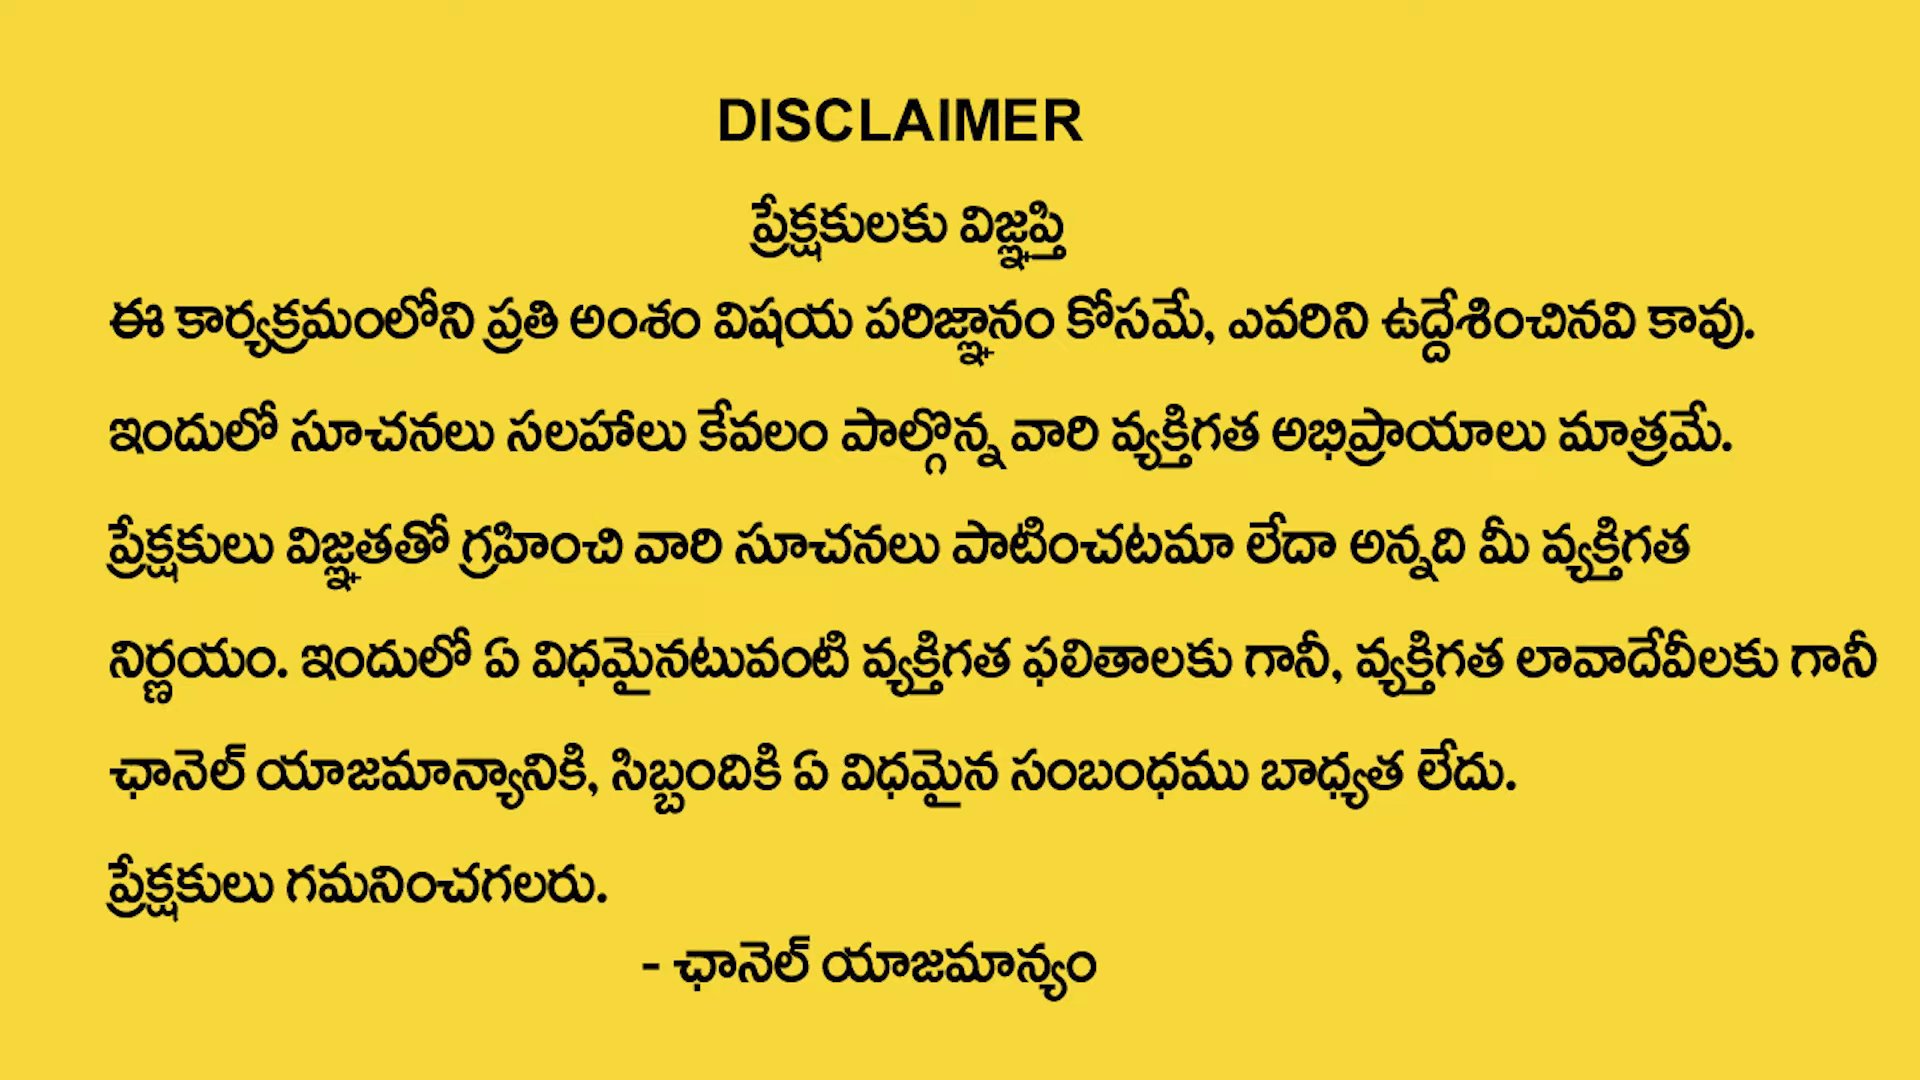 DISCLAIMER
ప్రేక్షకులకు విజ్ఞప్తి
ఈ కార్యక్రమంలోని ప్రతి అంశం విషయ పరిజ్ఞానం కోసమే, ఎవరిని ఉద్దేశించినవి కావు.
ఇందులో సూచనలు సలహాలు కేవలం పాల్గొన్న వారి వ్యక్తిగత అభిప్రాయాలు మాత్రమే.
ప్రేక్షకులు విజ్ఞతతో గ్రహించి వారి సూచనలు పాటించటమా లేదా అన్నది మీ వ్యక్తిగత
నిర్ణయం. ఇందులో ఏ విధమైనటువంటి వ్యక్తిగత ఫలితాలకు గానీ, వ్యక్తిగత లావాదేవీలకు గానీ
ఛానెల్ యాజమాన్యానికి, సిబ్బందికి ఏ విధమైన సంబంధము బాధ్యత లేదు.
ప్రేక్షకులు గమనించగలరు.
- ఛానెల్ యాజమాన్యం